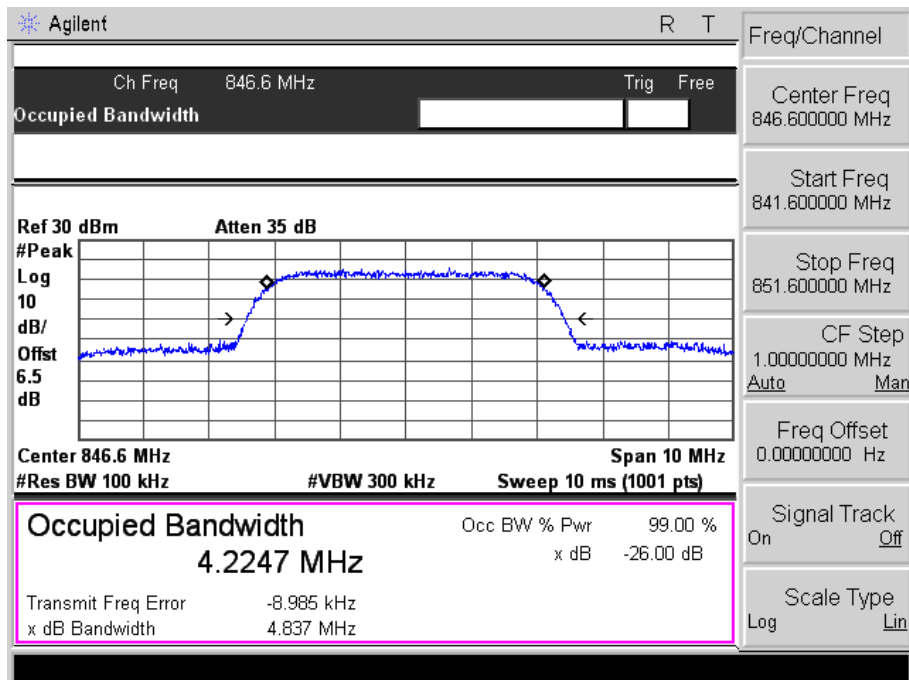 Agilent R T
Ch Freq 846.6 MHz Trig Free
Occupied Bandwidth
Ref 30 dBm Atten 35 dB
#Peak
Log
10
dB/
Offst
6.5
dB
Center 846.6 MHz Span 10 MHz
#Res BW 100 kHz #VBW 300 kHz Sweep 10 ms (1001 pts)
Occupied Bandwidth
4.2247 MHz
Occ BW % Pwr 99.00 %
x dB -26.00 dB
Transmit Freq Error -8.985 kHz
x dB Bandwidth 4.837 MHz
Freq/Channel
Center Freq
846.600000 MHz
Start Freq
841.600000 MHz
Stop Freq
851.600000 MHz
CF Step
1.00000000 MHz
Auto Man
Freq Offset
0.00000000 Hz
Signal Track
On Off
Scale Type
Log Lin